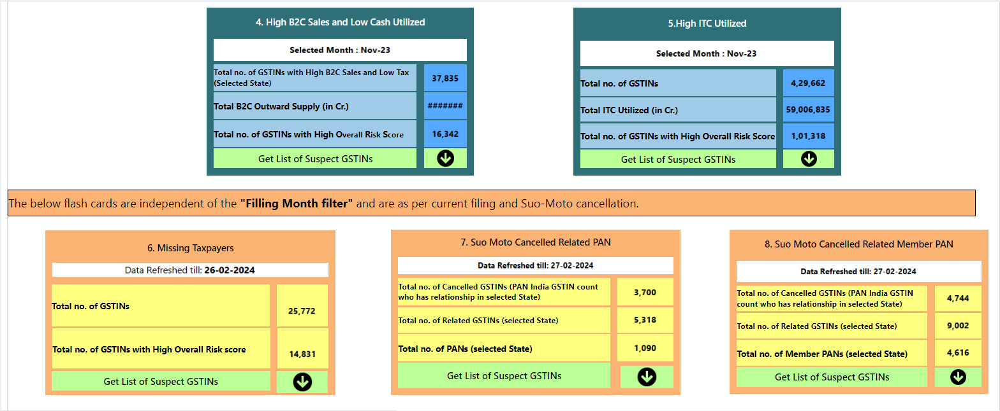 4. High B2C Sales and Low Cash Utilized
Selected Month : Nov-23
Total no. of GSTINs with High B2C Sales and Low Tax
(Selected State)
37,835
Total B2C Outward Supply (in Cr.)
#######
Total no. of GSTINs with High Overall Risk Score
16,342
Get List of Suspect GSTINs
5.High ITC Utilized
Selected Month : Nov-23
Total no. of GSTINs
4,29,662
Total ITC Utilized (in Cr.)
59,006,835
Total no. of GSTINs with High Overall Risk Score
1,01,318
Get List of Suspect GSTINs
The below flash cards are independent of the "Filling Month filter" and are as per current filing and Suo-Moto cancellation.
6. Missing Taxpayers
Data Refreshed till: 26-02-2024
Total no. of GSTINs
25,772
Total no. of GSTINs with High Overall Risk score
14,831
Get List of Suspect GSTINs
7. Suo Moto Cancelled Related PAN
Data Refreshed till: 27-02-2024
Total no. of Cancelled GSTINs (PAN India GSTIN count
who has relationship in selected State)
3,700
Total no. of Related GSTINs (selected State)
5,318
Total no. of PANs (selected State)
1,090
Get List of Suspect GSTINs
8. Suo Moto Cancelled Related Member PAN
Data Refreshed till: 27-02-2024
Total no. of Cancelled GSTINs (PAN India GSTIN
count who has relationship in selected State)
4,744
Total no. of Related GSTINs (selected State)
9,002
Total no. of Member PANs (selected State)
4,616
Get List of Suspect GSTINs